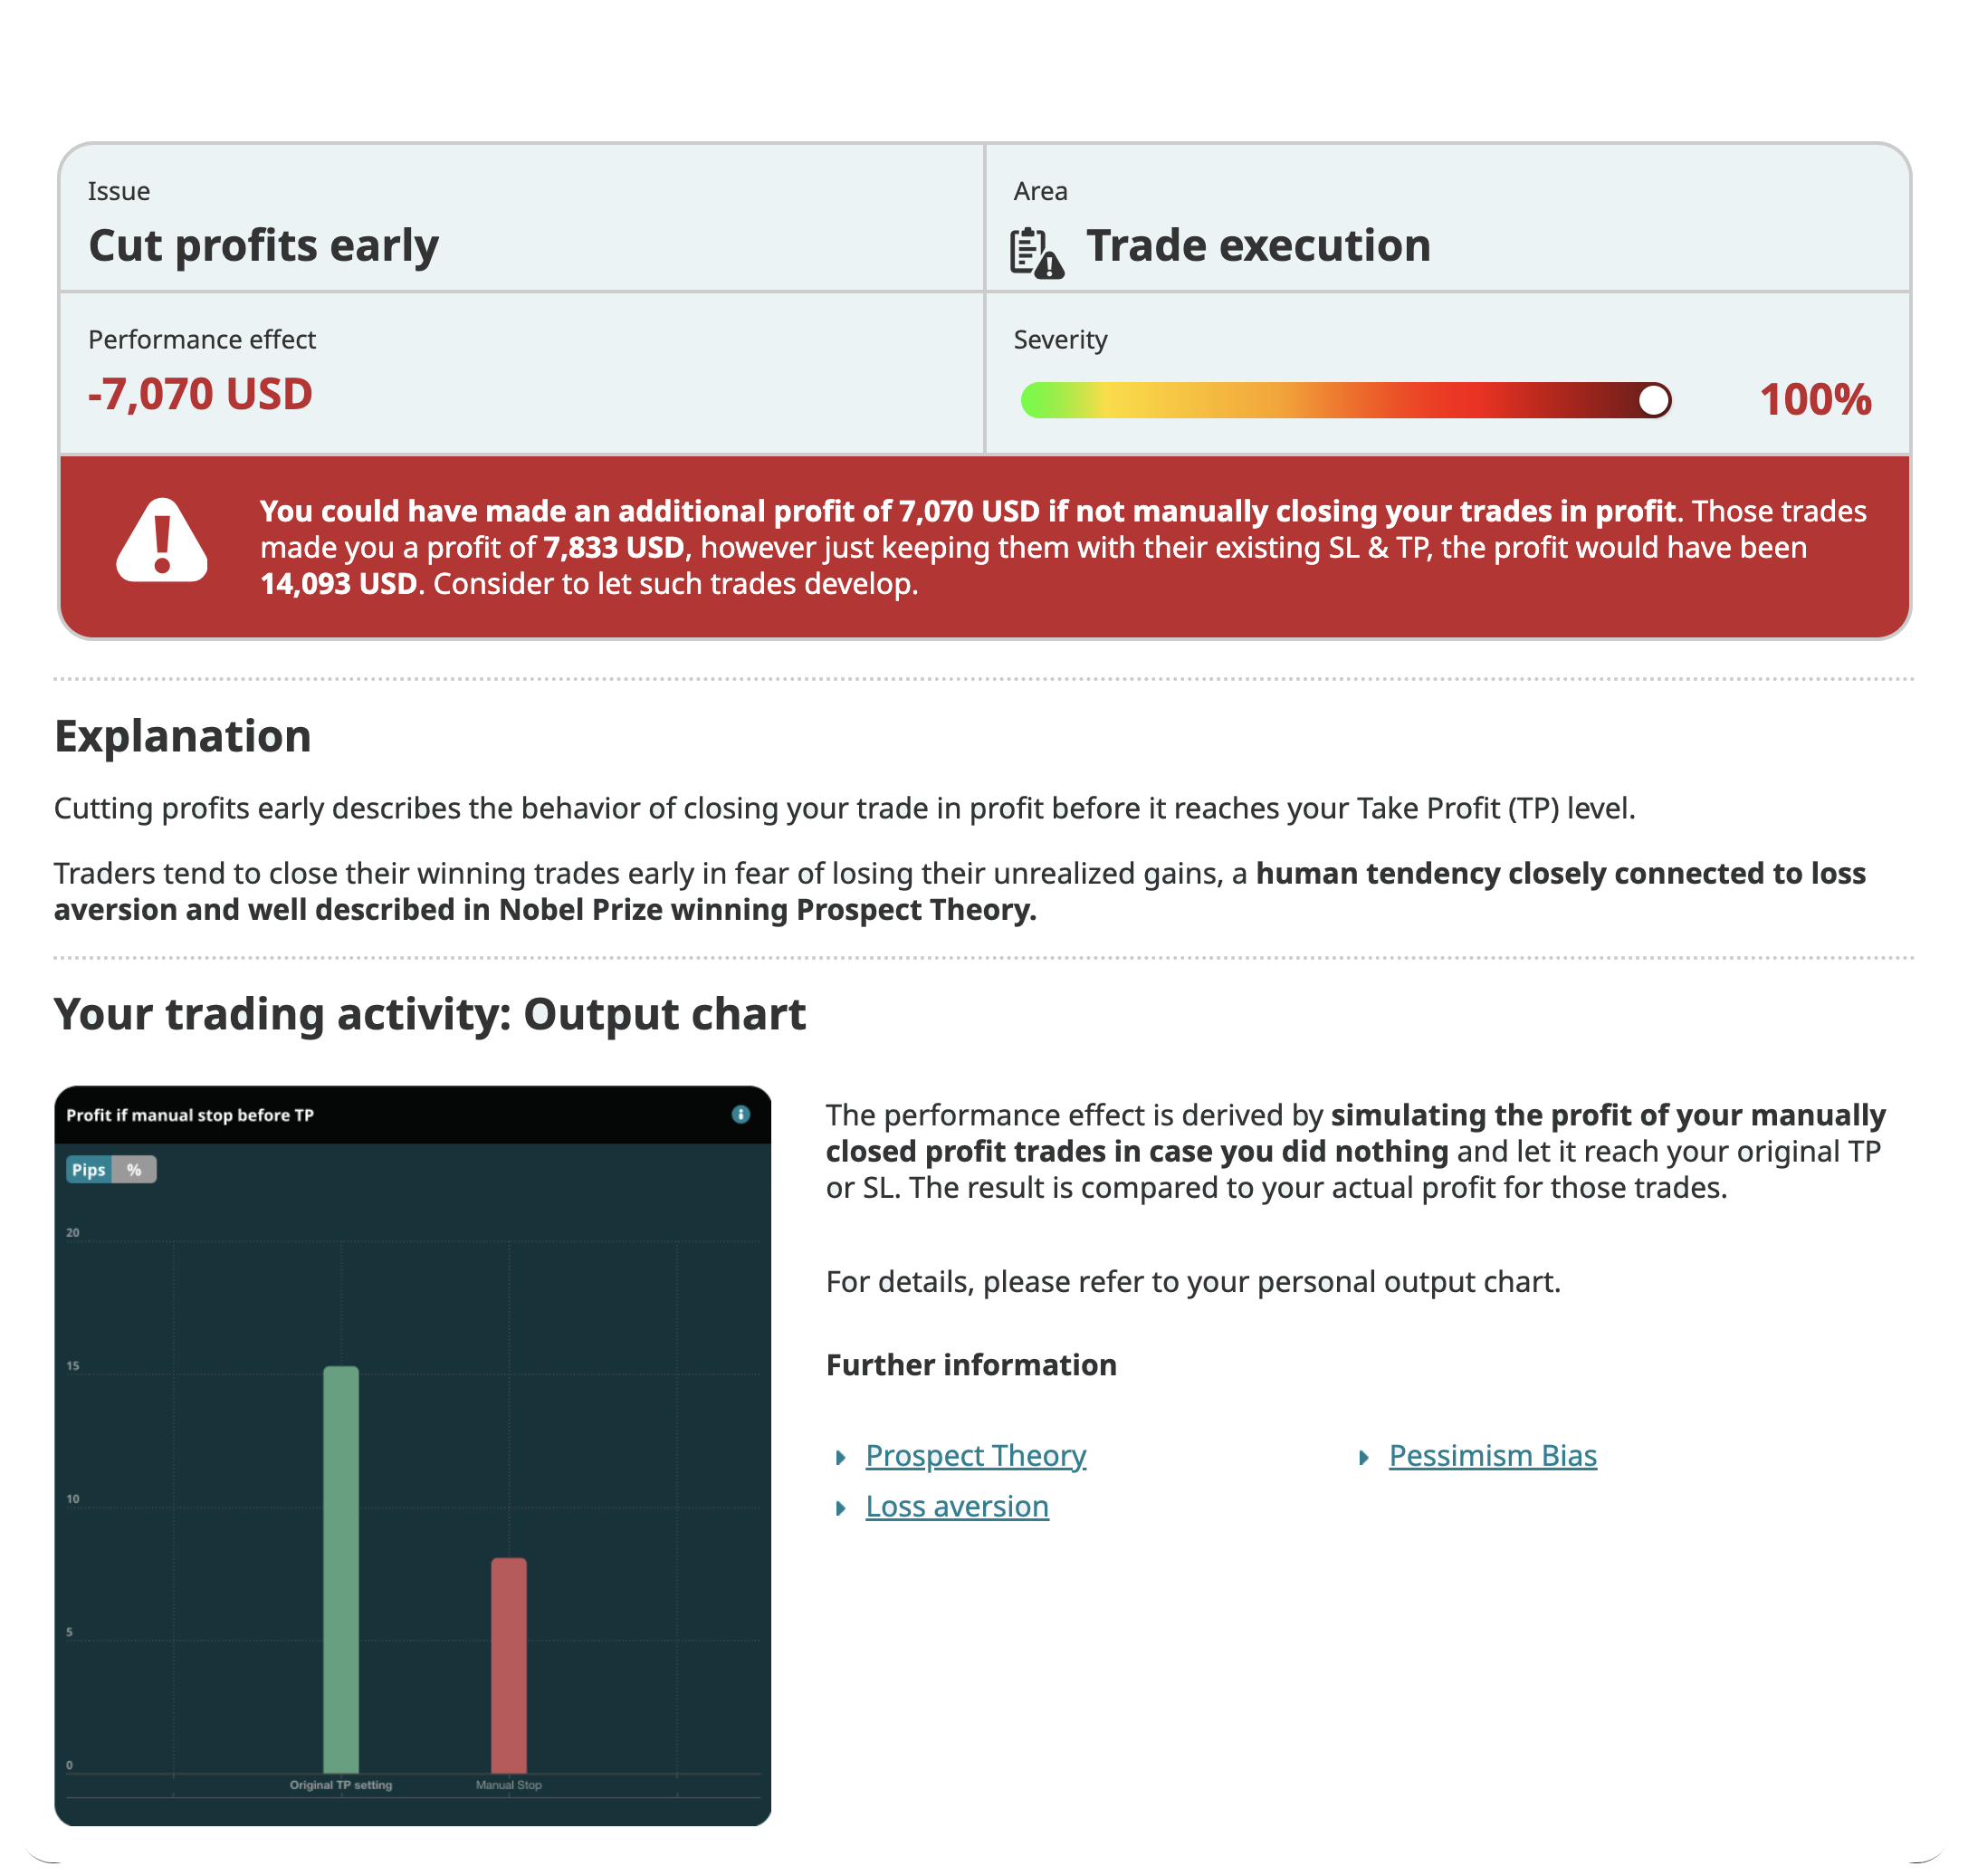 Issue
Cut profits early
Area
Trade execution
Performance effect
-7,070 USD
Severity
100%
You could have made an additional profit of 7,070 USD if not manually closing your trades in profit. Those trades
made you a profit of 7,833 USD, however just keeping them with their existing SL & TP, the profit would have been
14,093 USD. Consider to let such trades develop.
Explanation
Cutting profits early describes the behavior of closing your trade in profit before it reaches your Take Profit (TP) level.
Traders tend to close their winning trades early in fear of losing their unrealized gains, a human tendency closely connected to loss
aversion and well described in Nobel Prize winning Prospect Theory.
Your trading activity: Output chart
Profit if manual stop before TP
Pips %
20
15
10
5
0
Original TP setting
Manual Stop
The performance effect is derived by simulating the profit of your manually
closed profit trades in case you did nothing and let it reach your original TP
or SL. The result is compared to your actual profit for those trades.
For details, please refer to your personal output chart.
Further information
Prospect Theory
Pessimism Bias
Loss aversion